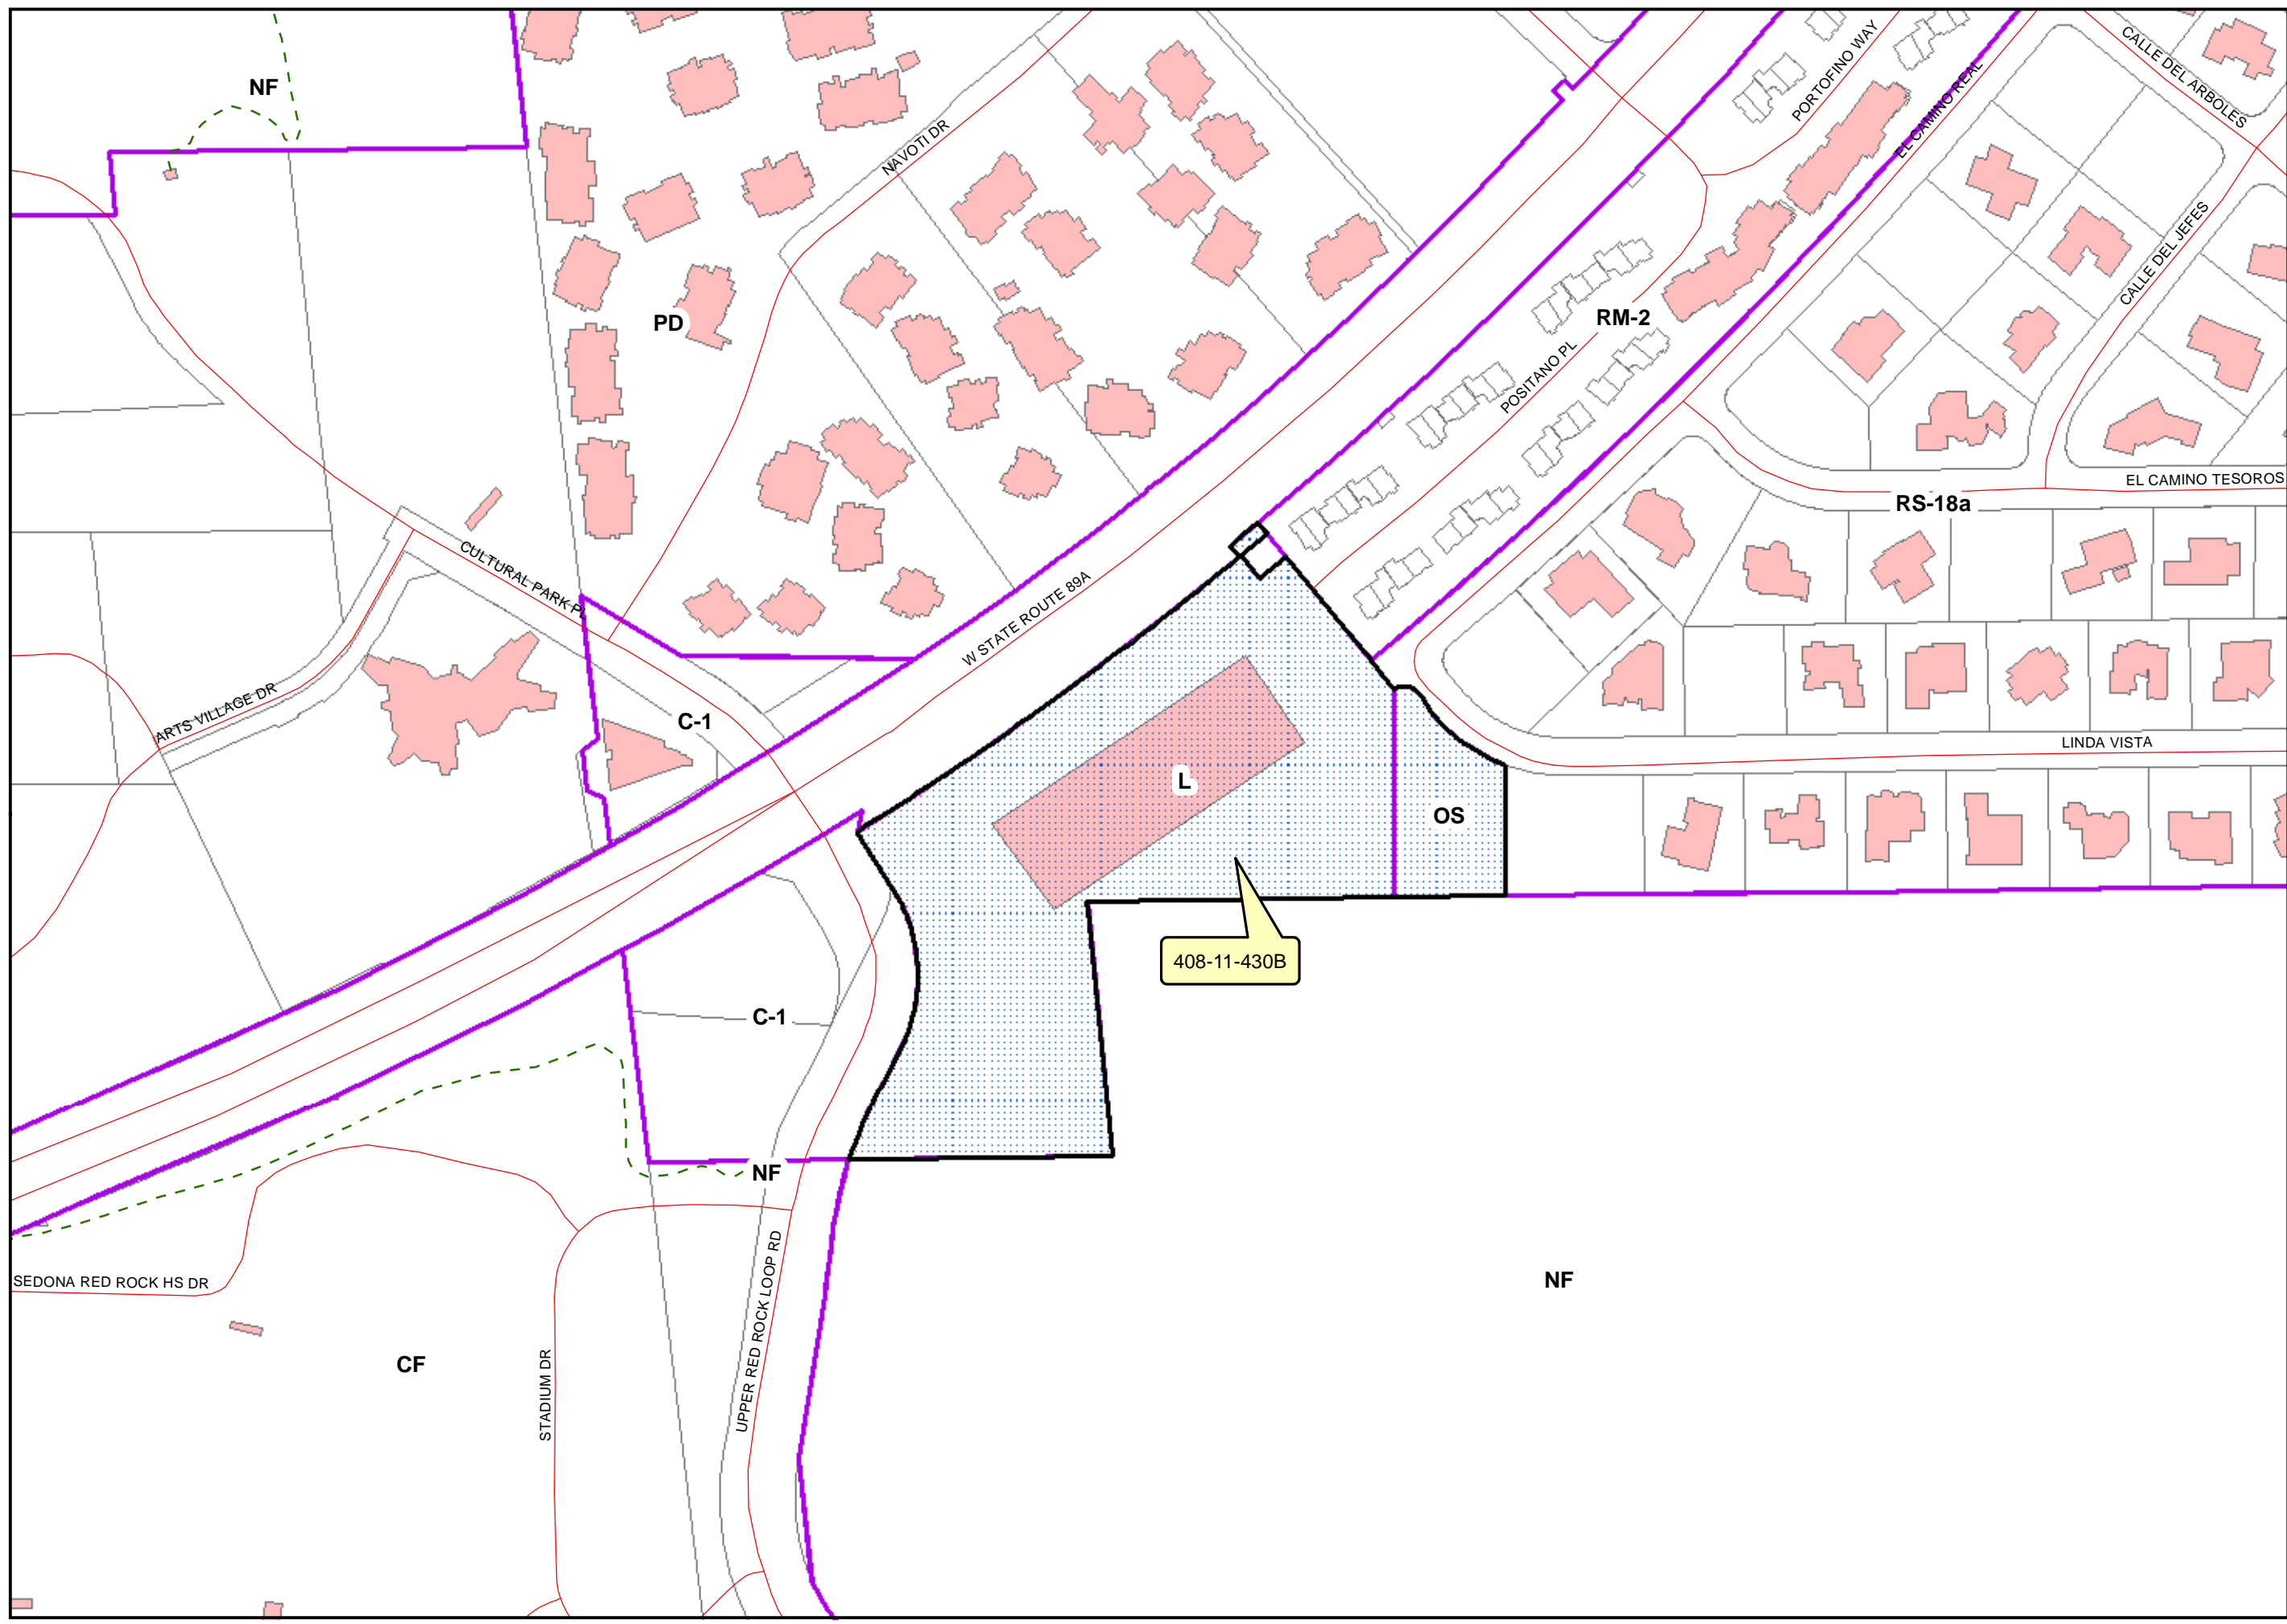 CALLE DEL ARBOLES
PORTOFINO WAY
NF
EL CAMINO REAL
NAVOTI DR
CALLE DEL JEFES
PD
RM-2
POSITANO PL
EL CAMINO TESOROS
RS-18a
CULTURAL PARK PL
W STATE ROUTE 89A
ARTS VILLAGE DR
C-1
LINDA VISTA
L
OS
408-11-430B
C-1
NF
SEDONA RED ROCK HS DR
UPPER RED ROCK LOOP RD
NF
CF
STADIUM DR